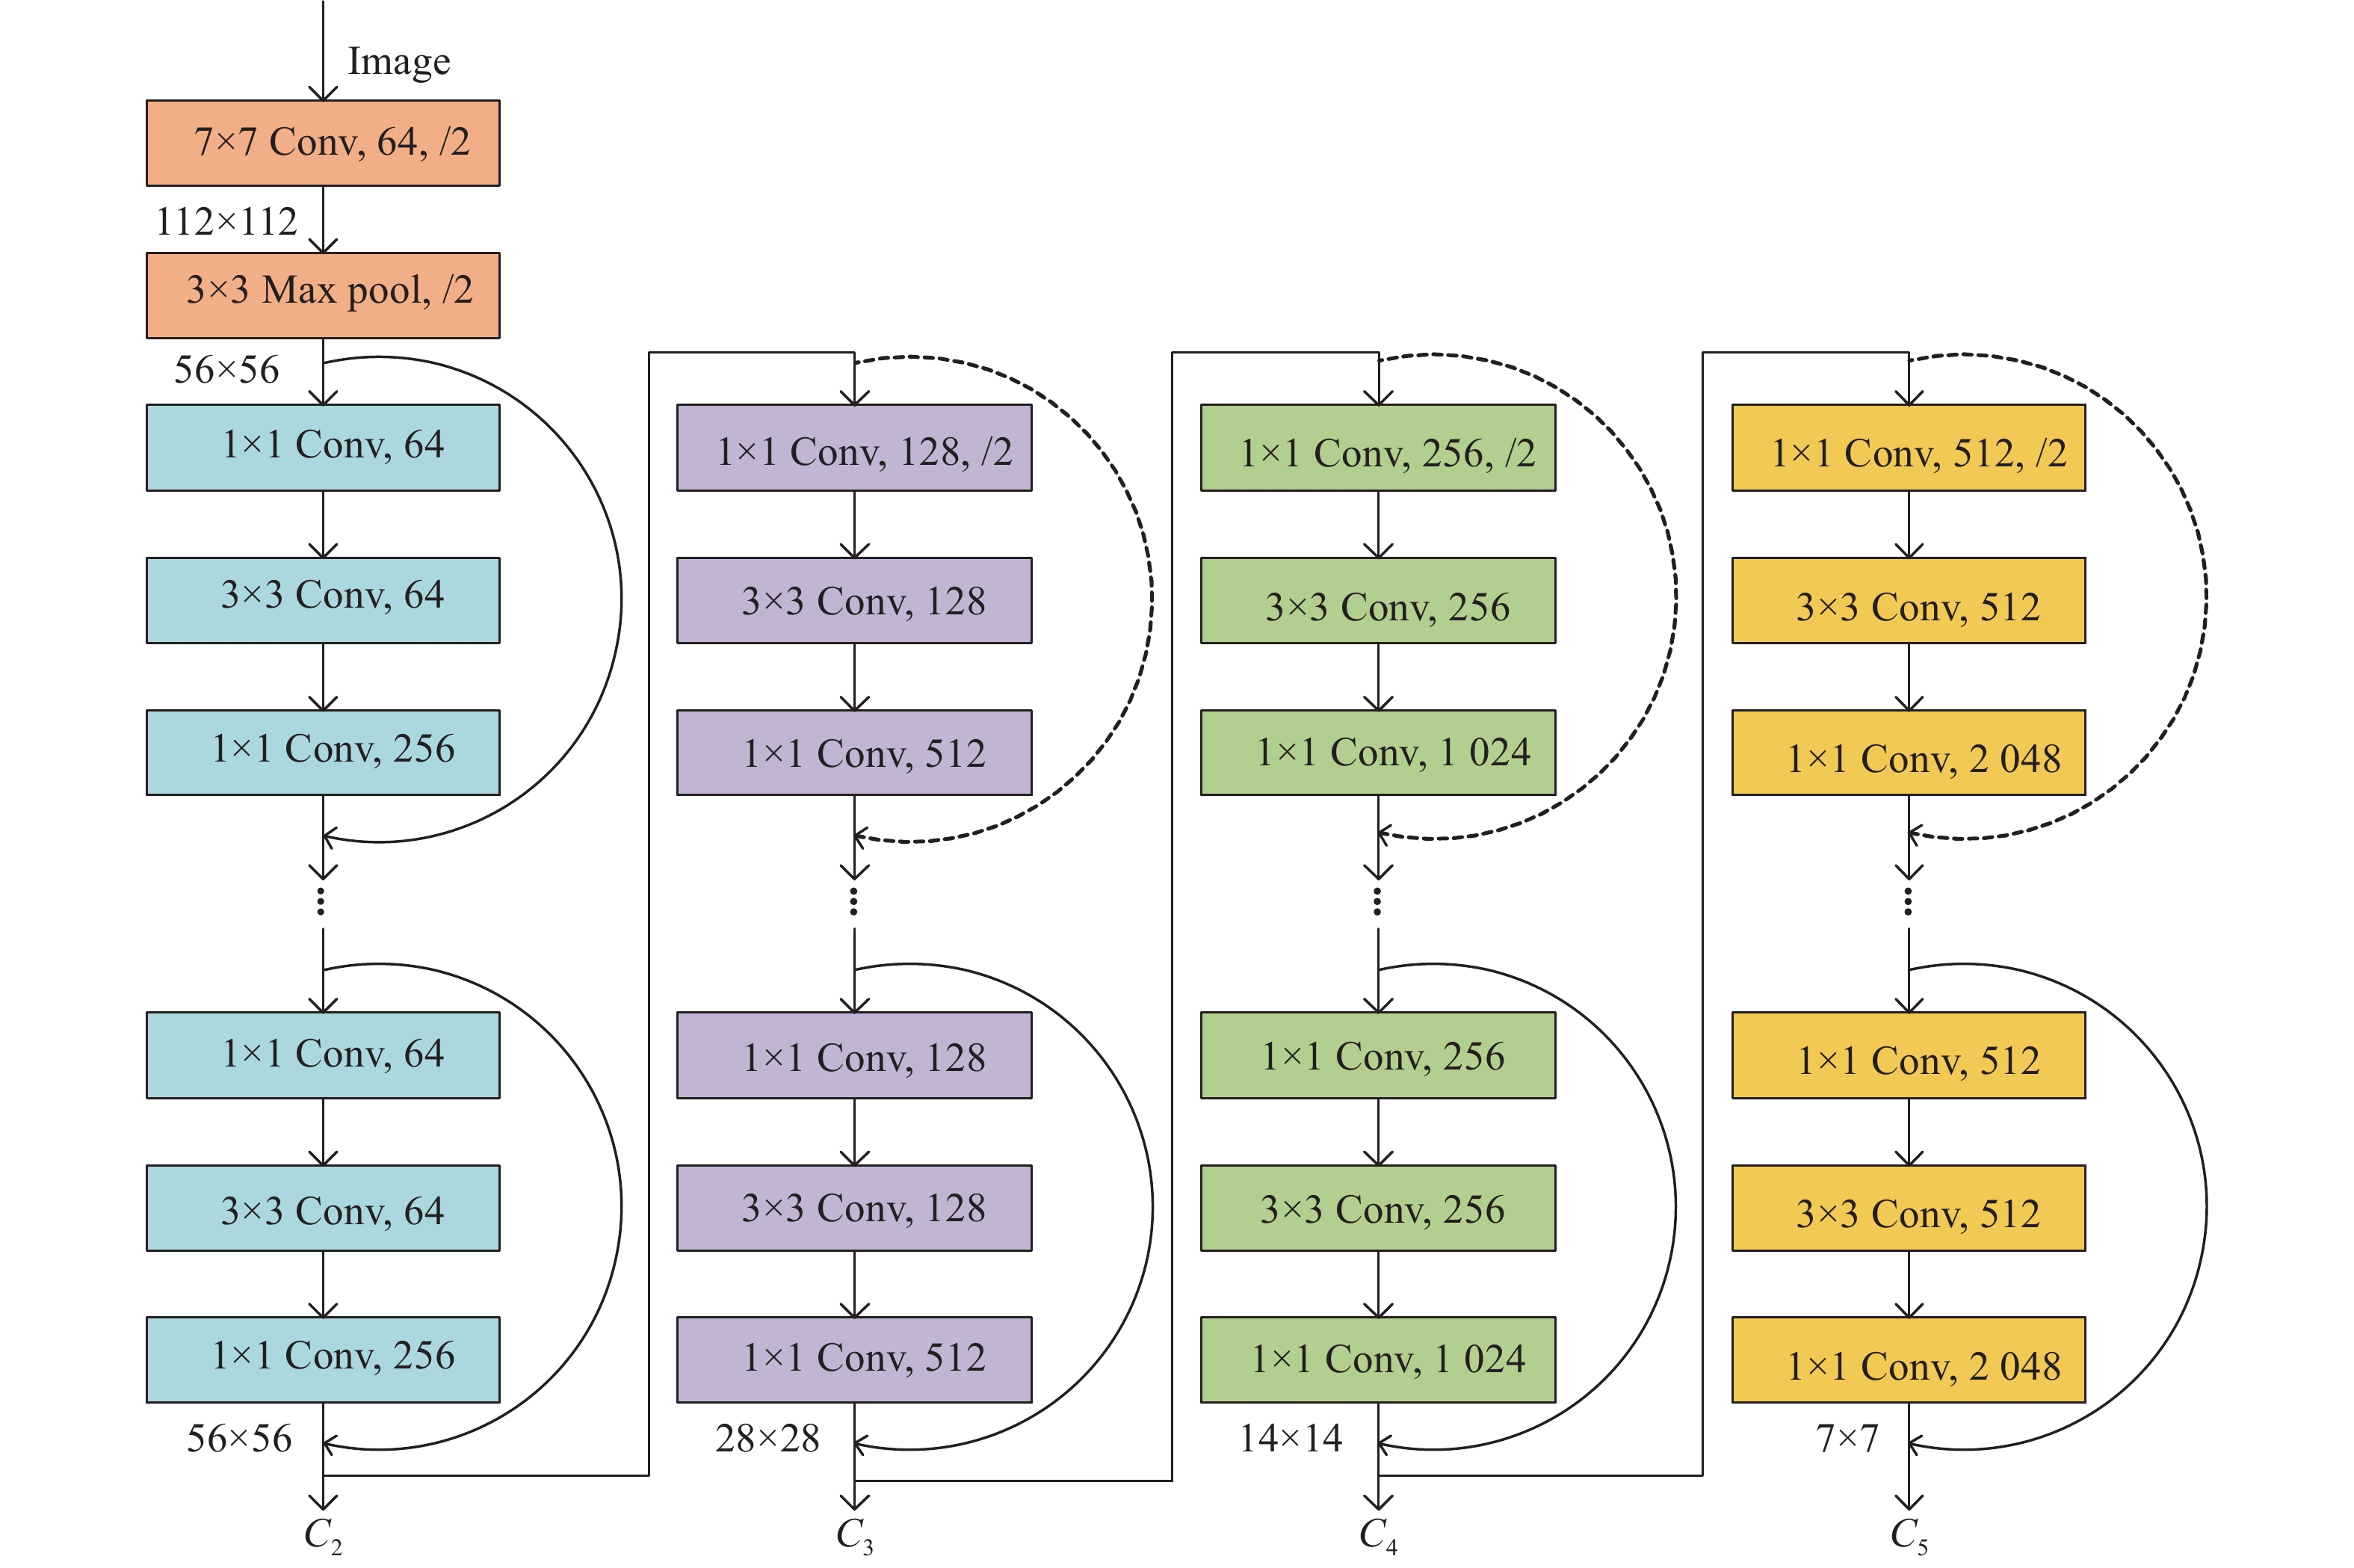 Image
7×7 Conv, 64, /2
112×112
3×3 Max pool, /2
56×56
1×1 Conv, 64
3×3 Conv, 64
1×1 Conv, 256
1×1 Conv, 64
3×3 Conv, 64
1×1 Conv, 256
56×56
C₂
1×1 Conv, 128, /2
3×3 Conv, 128
1×1 Conv, 512
1×1 Conv, 128
3×3 Conv, 128
1×1 Conv, 512
28×28
C₃
1×1 Conv, 256, /2
3×3 Conv, 256
1×1 Conv, 1 024
1×1 Conv, 256
3×3 Conv, 256
1×1 Conv, 1 024
14×14
C₄
1×1 Conv, 512, /2
3×3 Conv, 512
1×1 Conv, 2 048
1×1 Conv, 512
3×3 Conv, 512
1×1 Conv, 2 048
7×7
C₅